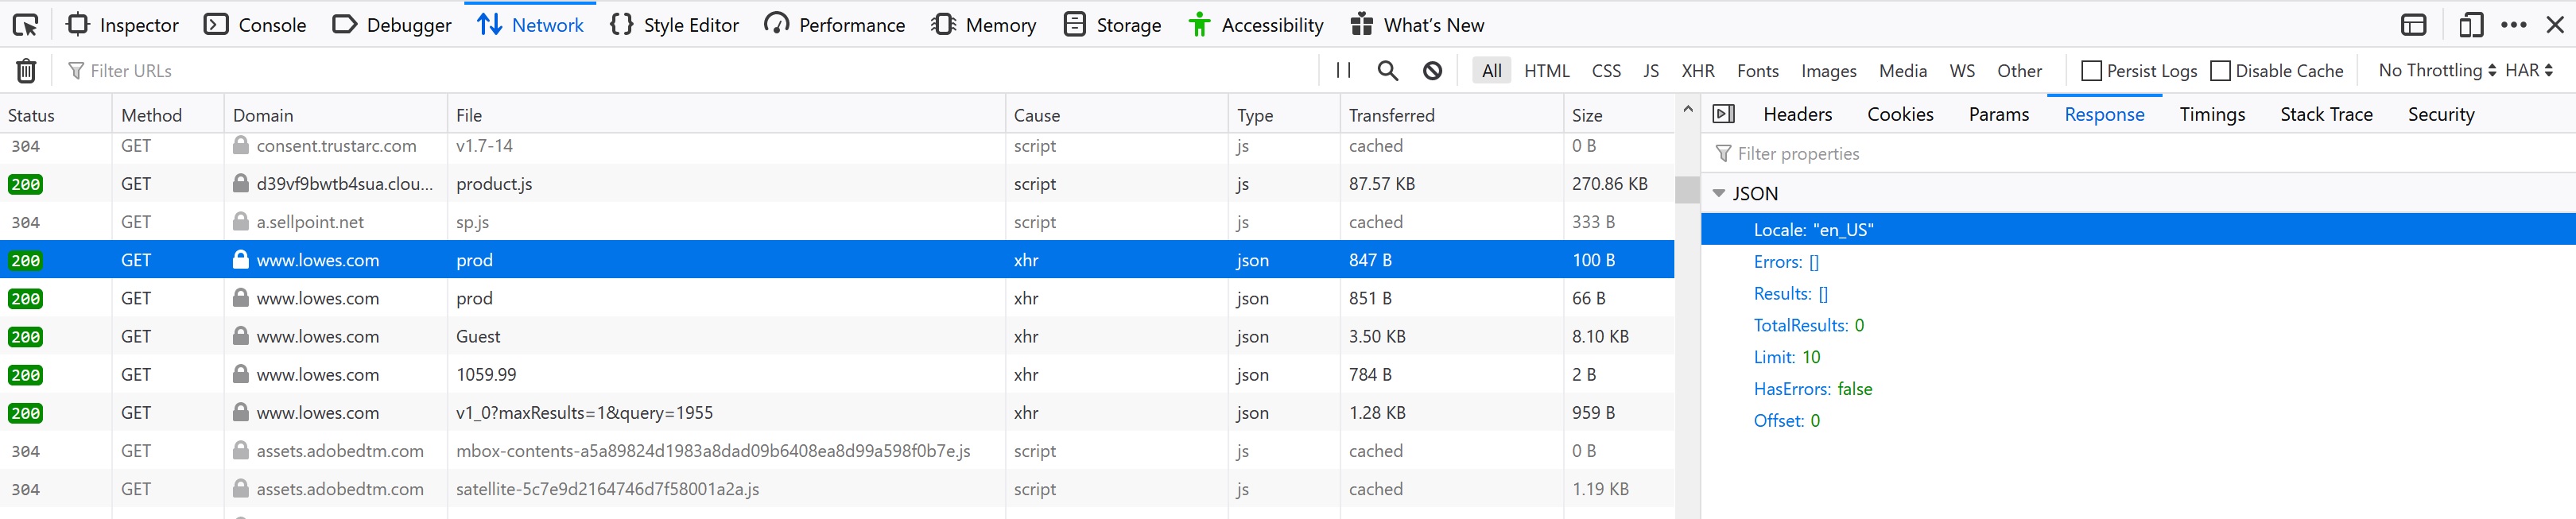 Inspector Console Debugger Network Style Editor Performance Memory Storage Accessibility What's New
Filter URLs All HTML CSS JS XHR Fonts Images Media WS Other Persist Logs Disable Cache No Throttling HAR
Status Method Domain File Cause Type Transferred Size
304 GET consent.trustarc.com v1.7-14 script js cached 0 B
200 GET d39vf9bwtb4sua.clou... product.js script js 87.57 KB 270.86 KB
304 GET a.sellpoint.net sp.js script js cached 333 B
200 GET www.lowes.com prod xhr json 847 B 100 B
200 GET www.lowes.com prod xhr json 851 B 66 B
200 GET www.lowes.com Guest xhr json 3.50 KB 8.10 KB
200 GET www.lowes.com 1059.99 xhr json 784 B 2 B
200 GET www.lowes.com v1_0?maxResults=1&query=1955 xhr json 1.28 KB 959 B
304 GET assets.adobedtm.com mbox-contents-a5a89824d1983a8dad09b6408ea8d99a598f0b7e.js script js cached 0 B
304 GET assets.adobedtm.com satellite-5c7e9d2164746d7f58001a2a.js script js cached 1.19 KB
Headers Cookies Params Response Timings Stack Trace Security
Filter properties
JSON
Locale: "en_US"
Errors: []
Results: []
TotalResults: 0
Limit: 10
HasErrors: false
Offset: 0